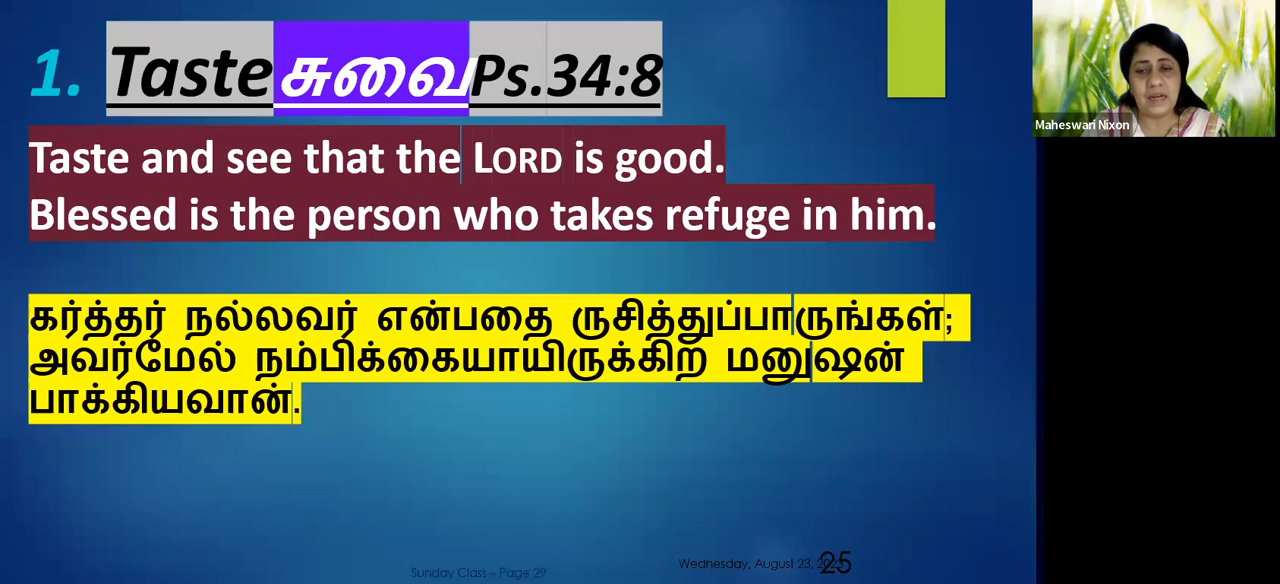 1. Taste சுவை Ps.34:8
Taste and see that the LORD is good.
Blessed is the person who takes refuge in him.
கர்த்தர் நல்லவர் என்பதை ருசித்துப்பாருங்கள்;
அவர்மேல் நம்பிக்கையாயிருக்கிற மனுஷன்
பாக்கியவான்.
Maheswari Nixon
Sunday Class – Page 29
Wednesday, August 23,
25